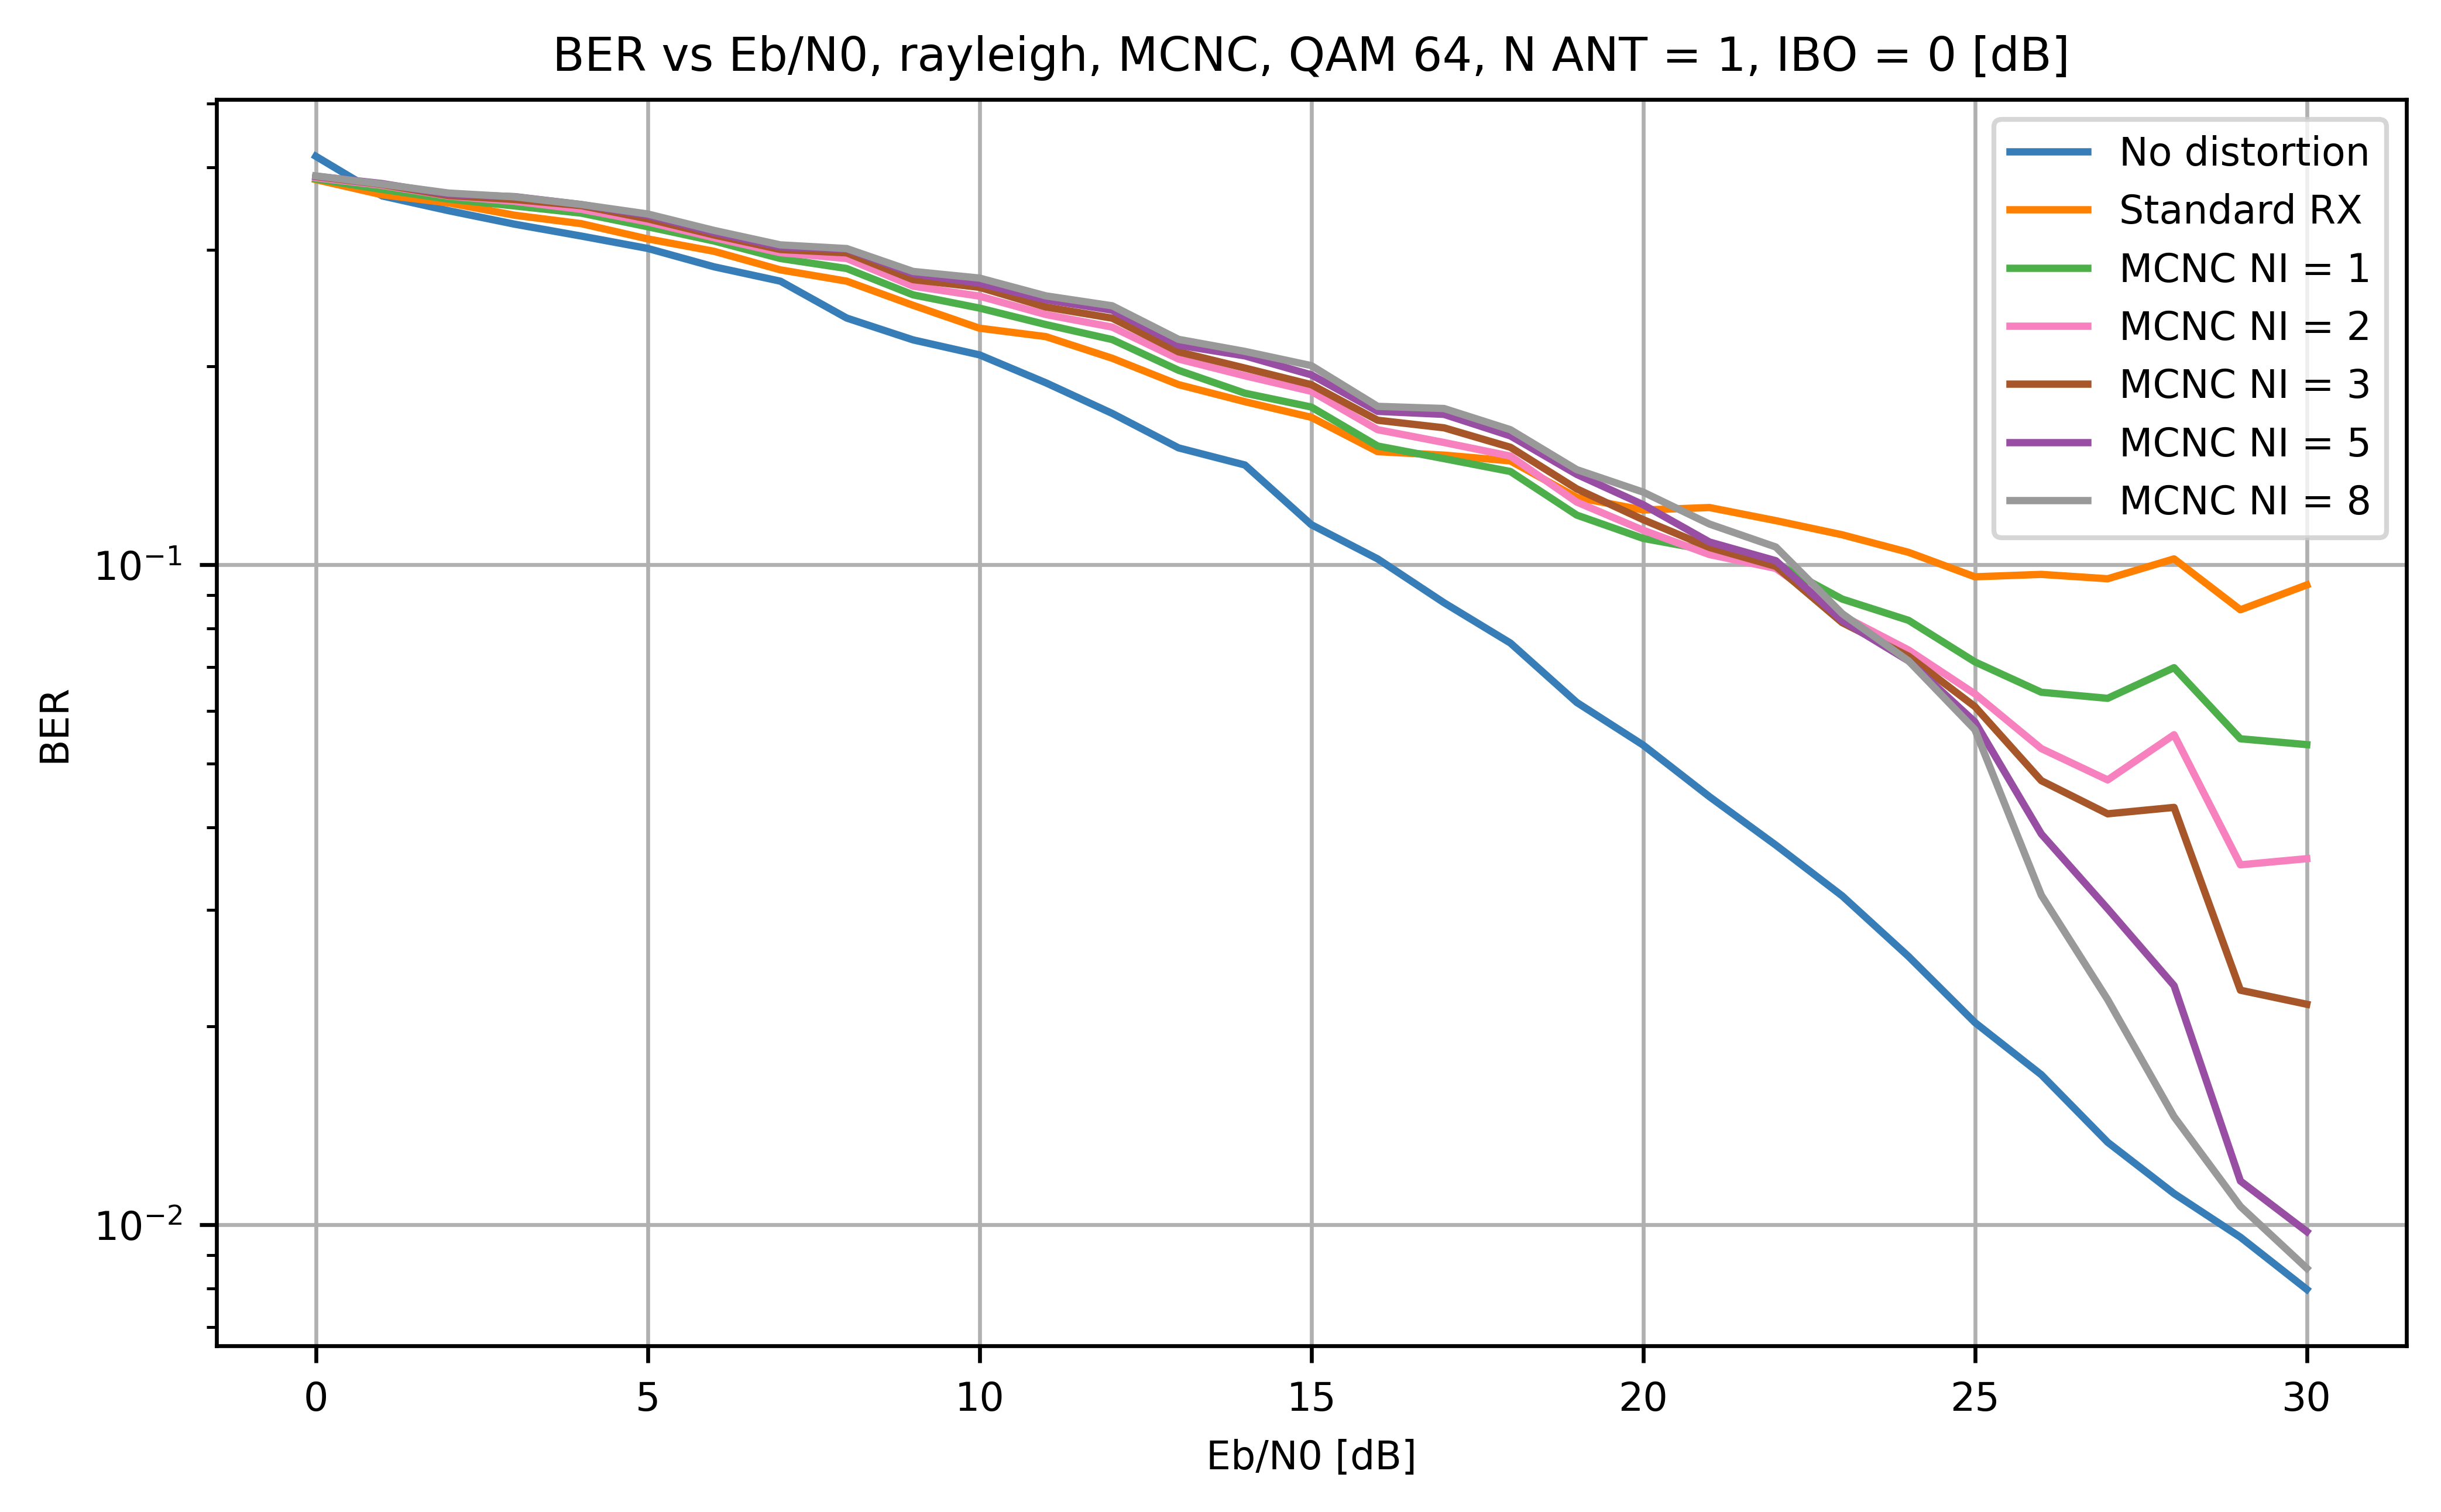 BER vs Eb/N0, rayleigh, MCNC, QAM 64, N ANT = 1, IBO = 0 [dB]
No distortion
Standard RX
MCNC NI = 1
MCNC NI = 2
MCNC NI = 3
MCNC NI = 5
MCNC NI = 8
BER
10⁻¹
10⁻²
0 5 10 15 20 25 30
Eb/N0 [dB]